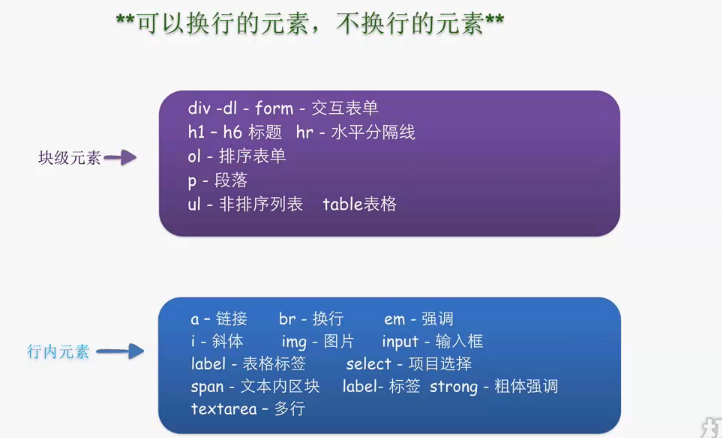 **可以换行的元素，不换行的元素**
div -dl - form - 交互表单
h1 - h6 标题 hr - 水平分隔线
块级元素
ol - 排序表单
p - 段落
ul - 非排序列表 table表格
a - 链接 br - 换行 em - 强调
i - 斜体 img - 图片 input - 输入框
行内元素
label - 表格标签 select - 项目选择
span - 文本内区块 label- 标签 strong - 粗体强调
textarea - 多行